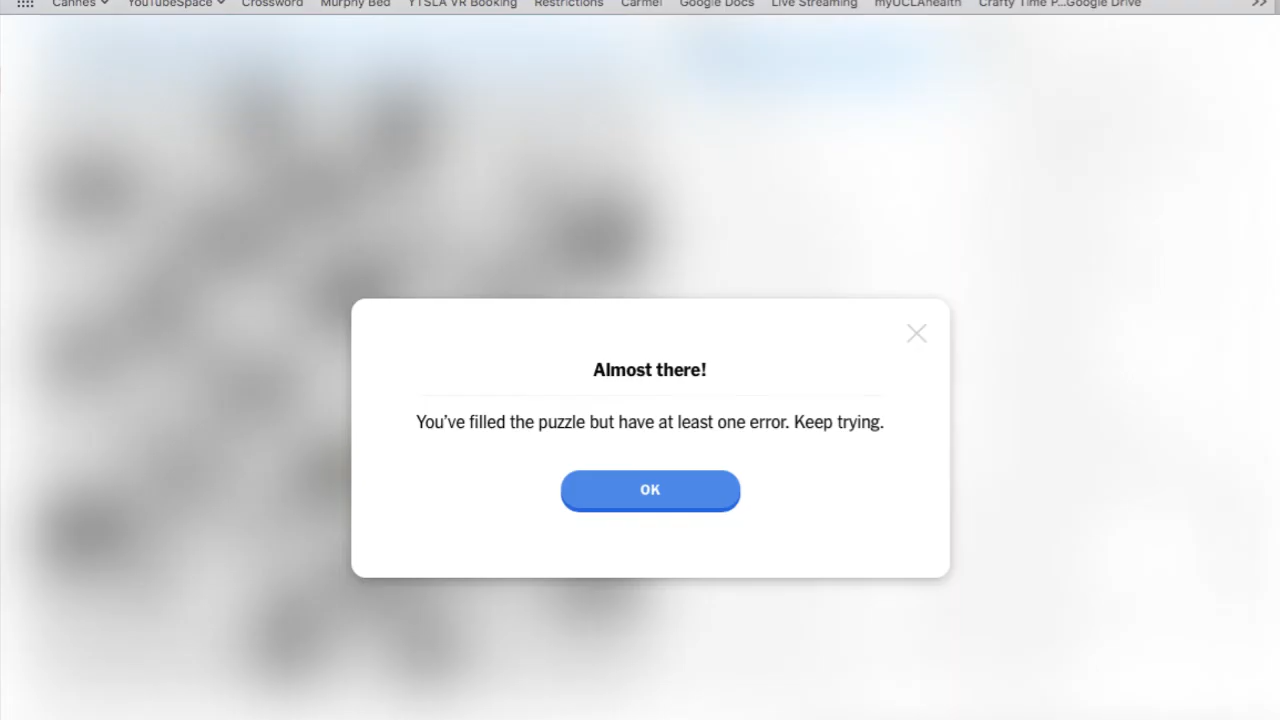 Cannes YouTubeSpace Crossword Murphy Bed YTSLA VR Booking Restrictions Carmel Google Docs Live Streaming myUCLAhealth Crafty Time P...Google Drive >>
Almost there!
You've filled the puzzle but have at least one error. Keep trying.
OK